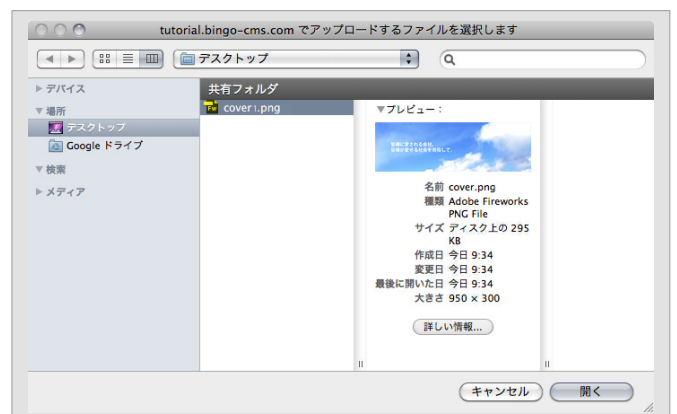 tutorial.bingo-cms.com でアップロードするファイルを選択します
デスクトップ
デバイス
場所
デスクトップ
Google ドライブ
検索
メディア
共有フォルダ
cover1.png
プレビュー：
名前 cover.png
種類 Adobe Fireworks
PNG File
サイズ ディスク上の 295
KB
作成日 今日 9:34
変更日 今日 9:34
最後に開いた日 今日 9:34
大きさ 950 × 300
詳しい情報...
キャンセル
開く